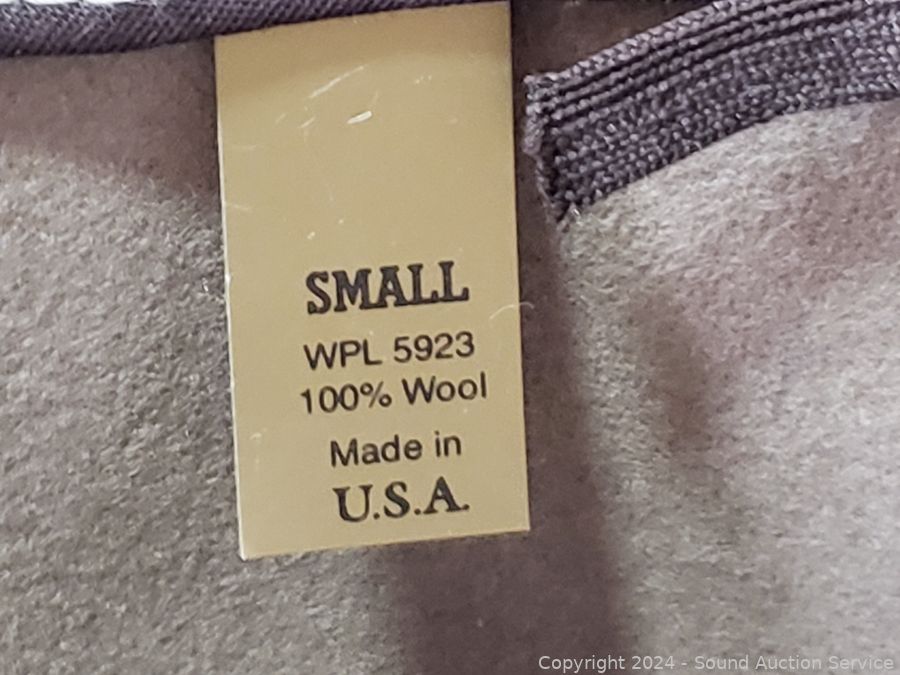 SMALL
WPL 5923
100% Wool
Made in
U.S.A.
Copyright 2024 - Sound Auction Service